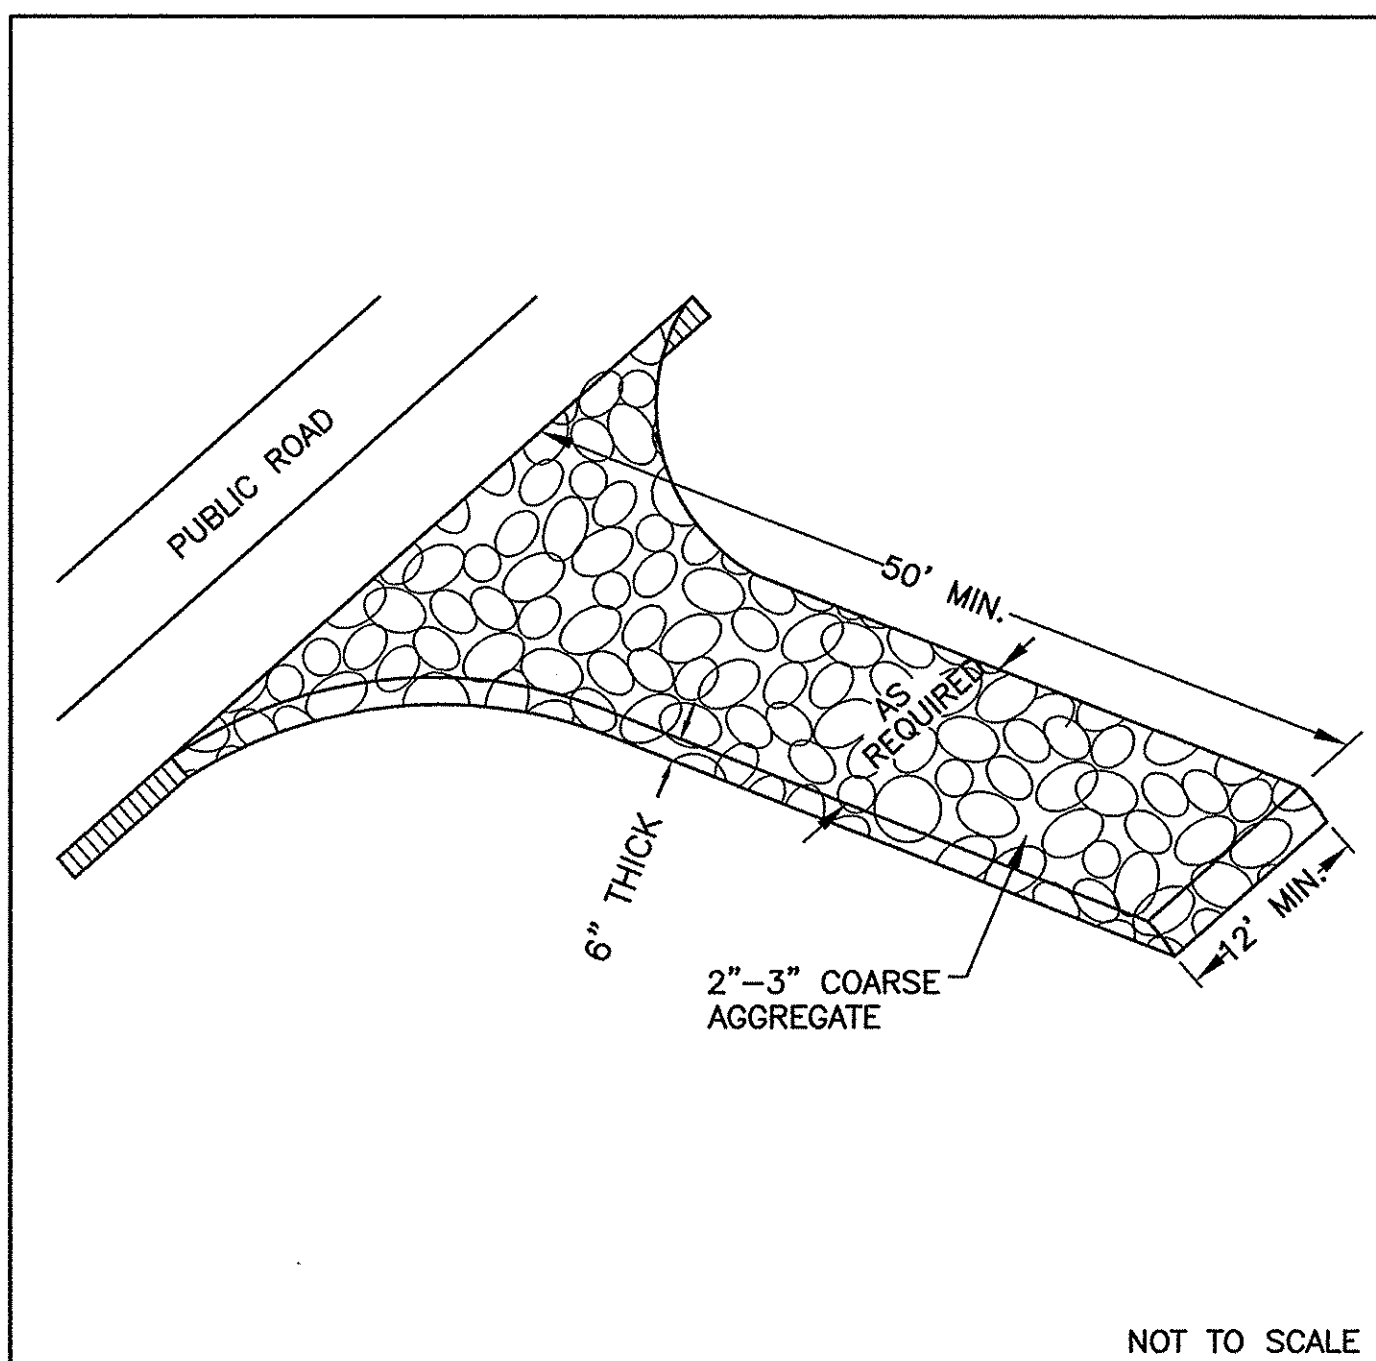 PUBLIC ROAD
50' MIN.
AS
REQUIRED
6" THICK
12' MIN.
2"-3" COARSE
AGGREGATE
NOT TO SCALE